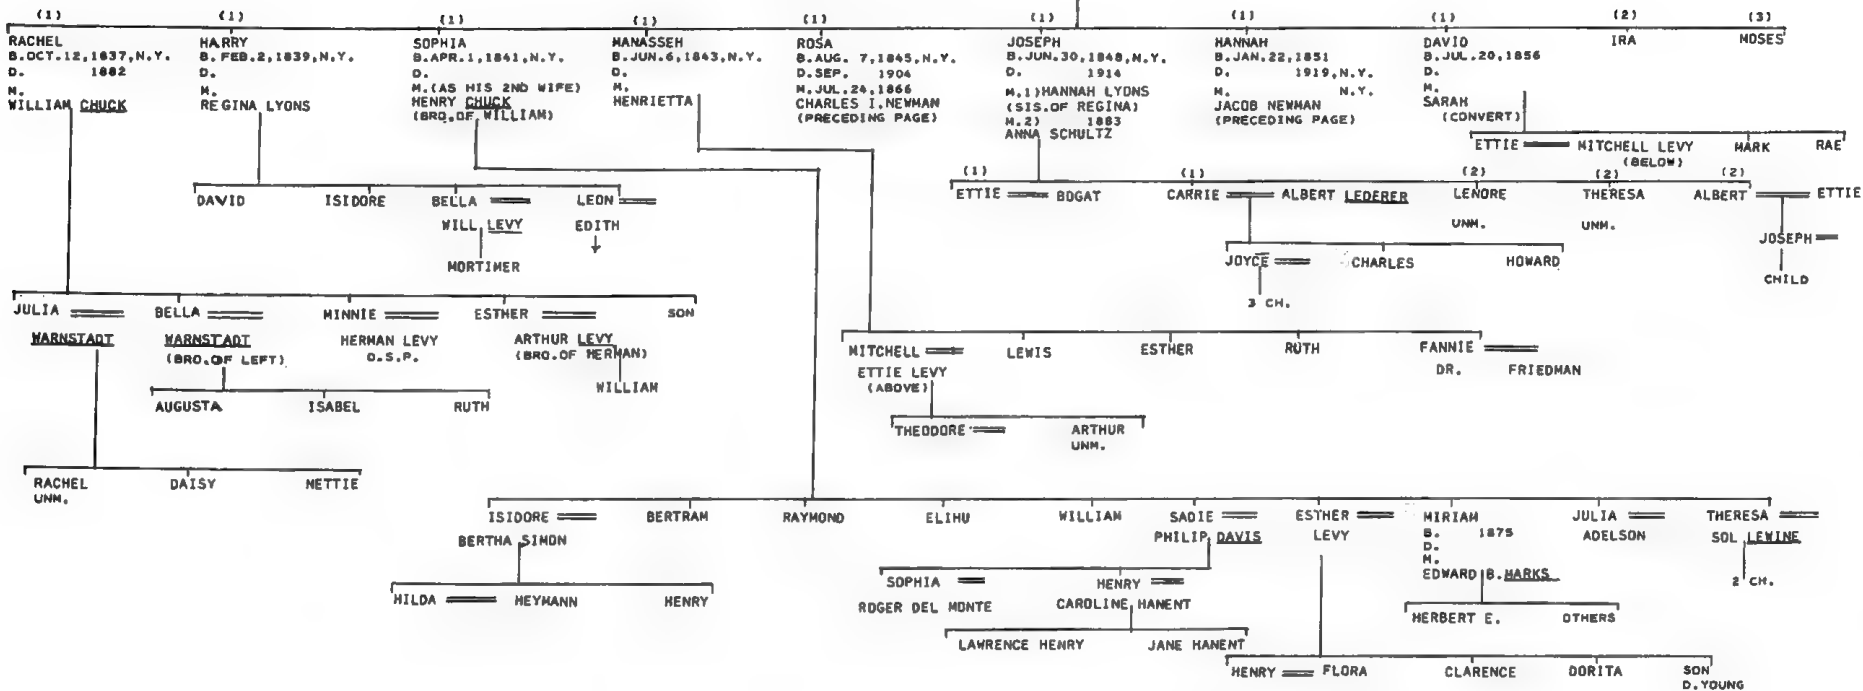 (1) (1) (1) (1) (1) (1) (1) (1) (2) (3)
RACHEL
B.OCT.12,1837,N.Y.
D. 1882
M.
WILLIAM CHUCK
HARRY
B. FEB.2,1839,N.Y.
D.
M.
REGINA LYONS
SOPHIA
B.APR.1,1841,N.Y.
D.
M.(AS HIS 2ND WIFE)
HENRY CHUCK
(BRO.OF WILLIAM)
MANASSEH
B.JUN.6,1843,N.Y.
D.
M.
HENRIETTA
ROSA
B.AUG. 7,1845,N.Y.
D.SEP. 1904
M.JUL.24,1866
CHARLES I.NEWMAN
(PRECEDING PAGE)
JOSEPH
B.JUN.30,1848,N.Y.
D. 1914
M.1)HANNAH LYONS
(SIS.OF REGINA)
M.2) 1883
ANNA SCHULTZ
HANNAH
B.JAN.22,1851
D. 1919,N.Y.
M. N.Y.
JACOB NEWMAN
(PRECEDING PAGE)
DAVID
B.JUL.20,1856
D.
M.
SARAH
(CONVERT)
IRA
MOSES
ETTIE MITCHELL LEVY MARK RAE
(BELOW)
(1) (1) (2) (2) (2)
ETTIE BOGAT CARRIE ALBERT LEDERER LENORE THERESA ALBERT ETTIE
UNM. UNM.
JOSEPH
CHILD
JOYCE CHARLES HOWARD
3 CH.
DAVID ISIDORE BELLA LEON
WILL LEVY EDITH
MORTIMER
JULIA BELLA MINNIE ESTHER SON
WARNSTADT WARNSTADT HERMAN LEVY ARTHUR LEVY
(BRO.OF LEFT) D.S.P. (BRO.OF HERMAN)
WILLIAM
AUGUSTA ISABEL RUTH
RACHEL DAISY NETTIE
UNM.
MITCHELL LEWIS ESTHER RUTH FANNIE
ETTIE LEVY DR. FRIEDMAN
(ABOVE)
THEODORE ARTHUR
UNM.
ISIDORE BERTRAM RAYMOND ELIHU WILLIAM SADIE ESTHER MIRIAM JULIA THERESA
BERTHA SIMON PHILIP DAVIS LEVY B. 1875 ADELSON SOL LEWINE
D.
M.
EDWARD B.MARKS
2 CH.
HILDA HEYMANN HENRY
SOPHIA HENRY
ROGER DEL MONTE CAROLINE HANENT
LAWRENCE HENRY JANE HANENT
HERBERT E. OTHERS
HENRY FLORA CLARENCE DORITA SON
D.YOUNG